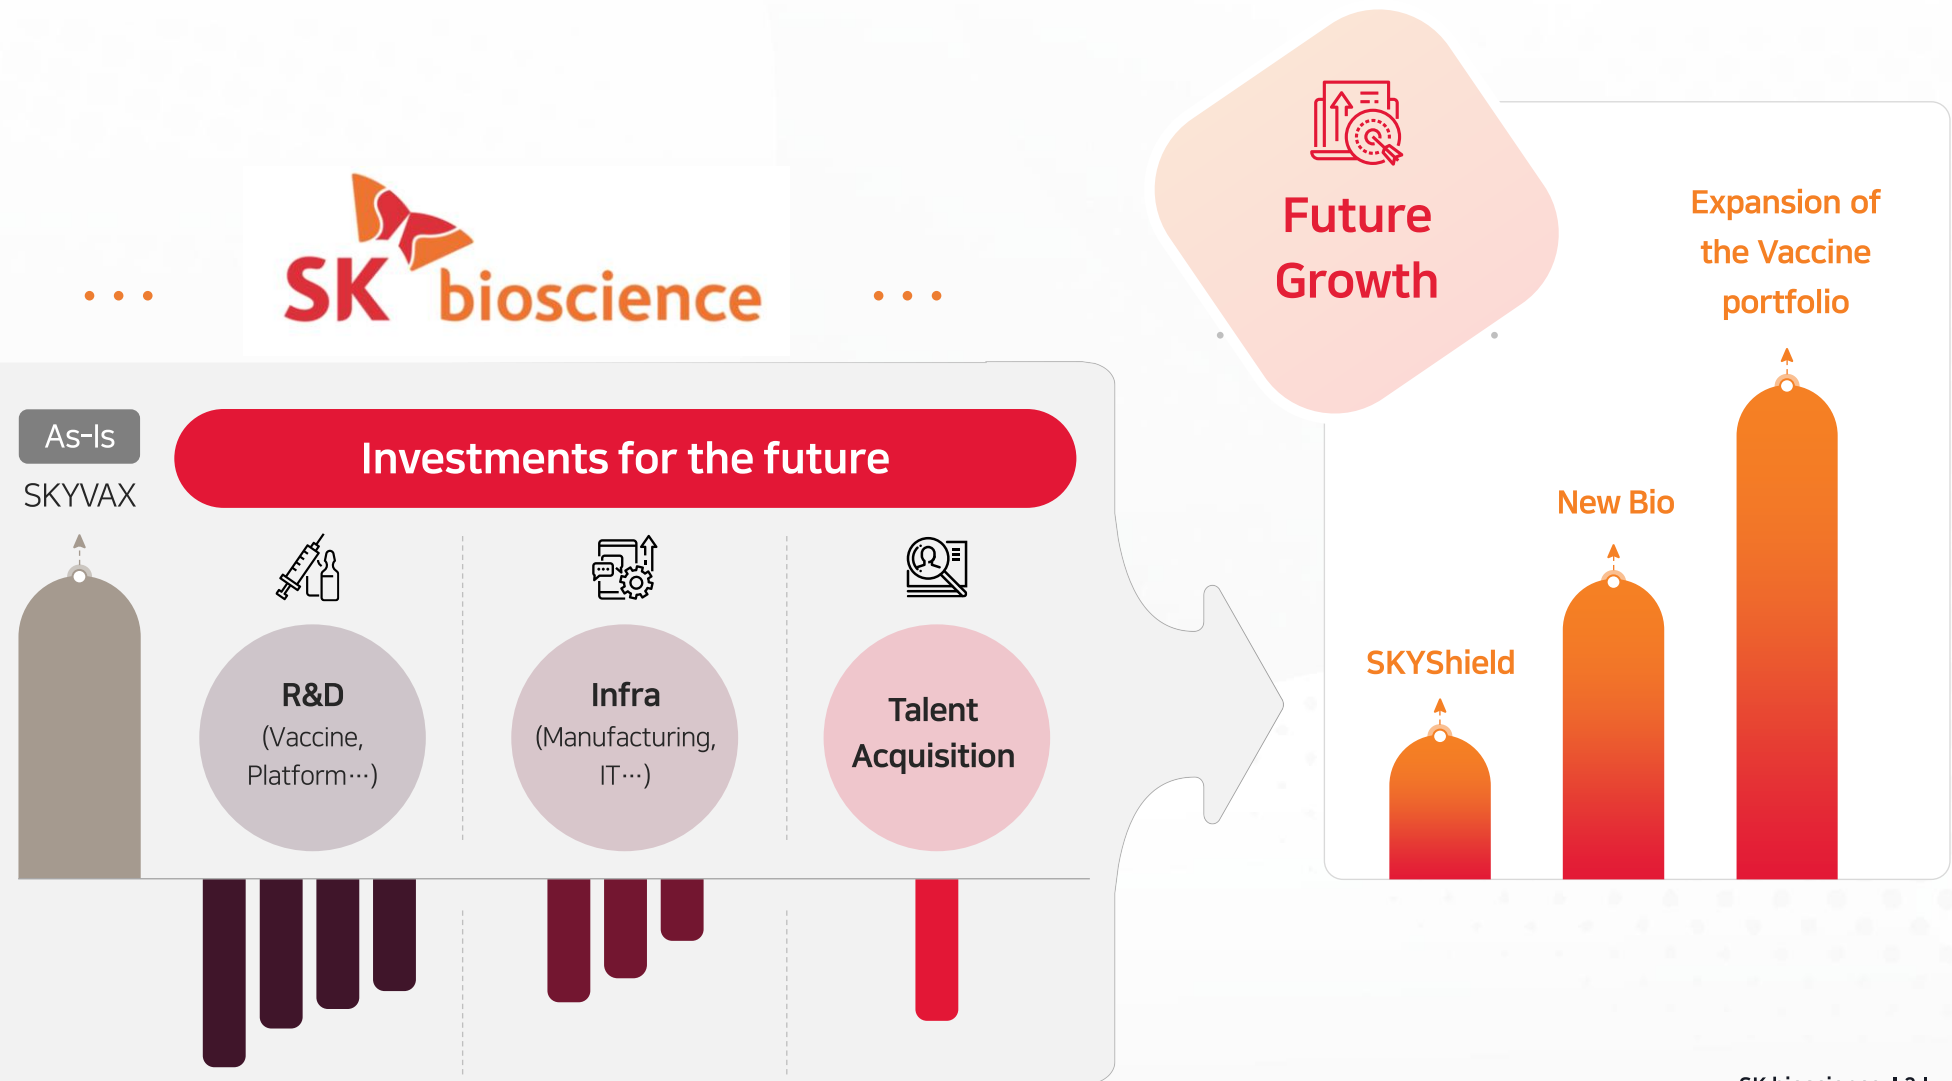 SK bioscience
Future
Growth
Expansion of
the Vaccine
portfolio
New Bio
SKYShield
As-Is
SKYVAX
Investments for the future
R&D
(Vaccine,
Platform…)
Infra
(Manufacturing,
IT…)
Talent
Acquisition